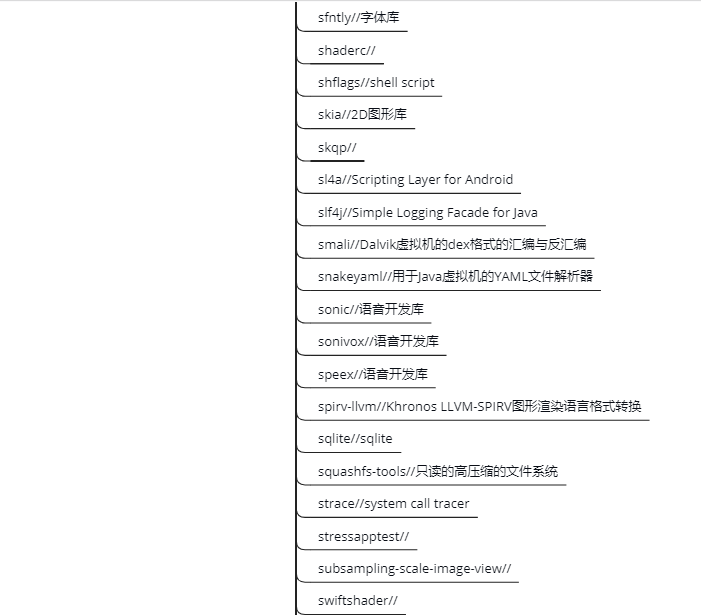 sfntly//字体库
shaderc//
shflags//shell script
skia//2D图形库
skqp//
sl4a//Scripting Layer for Android
slf4j//Simple Logging Facade for Java
smali//Dalvik虚拟机的dex格式的汇编与反汇编
snakeyaml//用于Java虚拟机的YAML文件解析器
sonic//语音开发库
sonivox//语音开发库
speex//语音开发库
spirv-llvm//Khronos LLVM-SPIRV图形渲染语言格式转换
sqlite//sqlite
squashfs-tools//只读的高压缩的文件系统
strace//system call tracer
stressapptest//
subsampling-scale-image-view//
swiftshader//